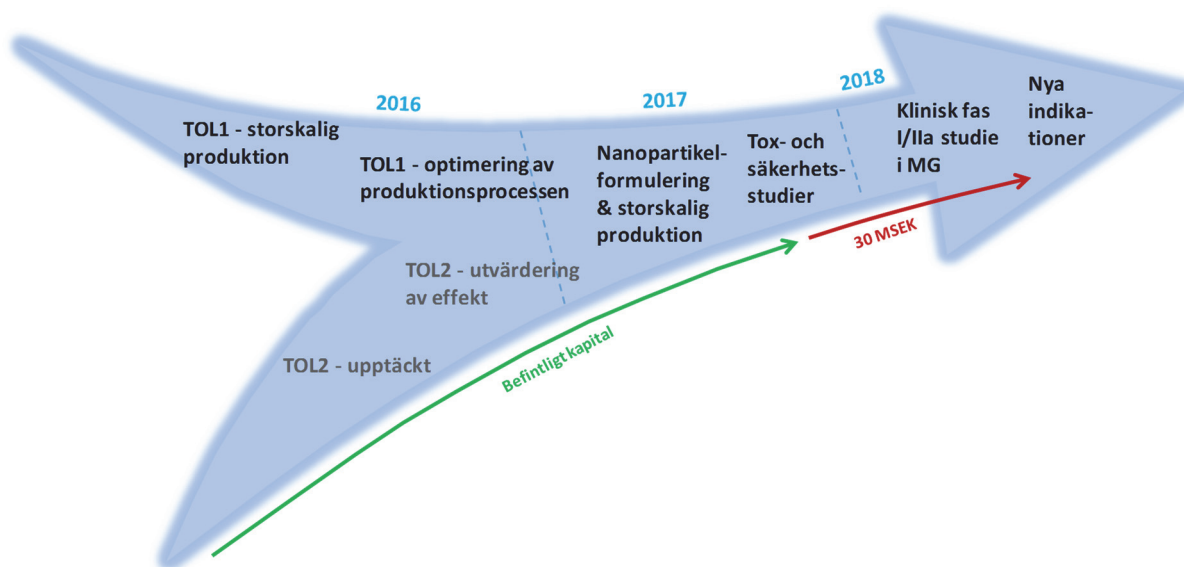 2016
2017
2018
TOL1 - storskalig
produktion
TOL1 - optimering av
produktionsprocessen
Nanopartikel-
formulering
& storskalig
produktion
Tox- och
säkerhets-
studier
Klinisk fas
I/IIa studie
i MG
Nya
indika-
tioner
TOL2 - utvärdering
av effekt
TOL2 - upptäckt
Befintligt kapital
30 MSEK